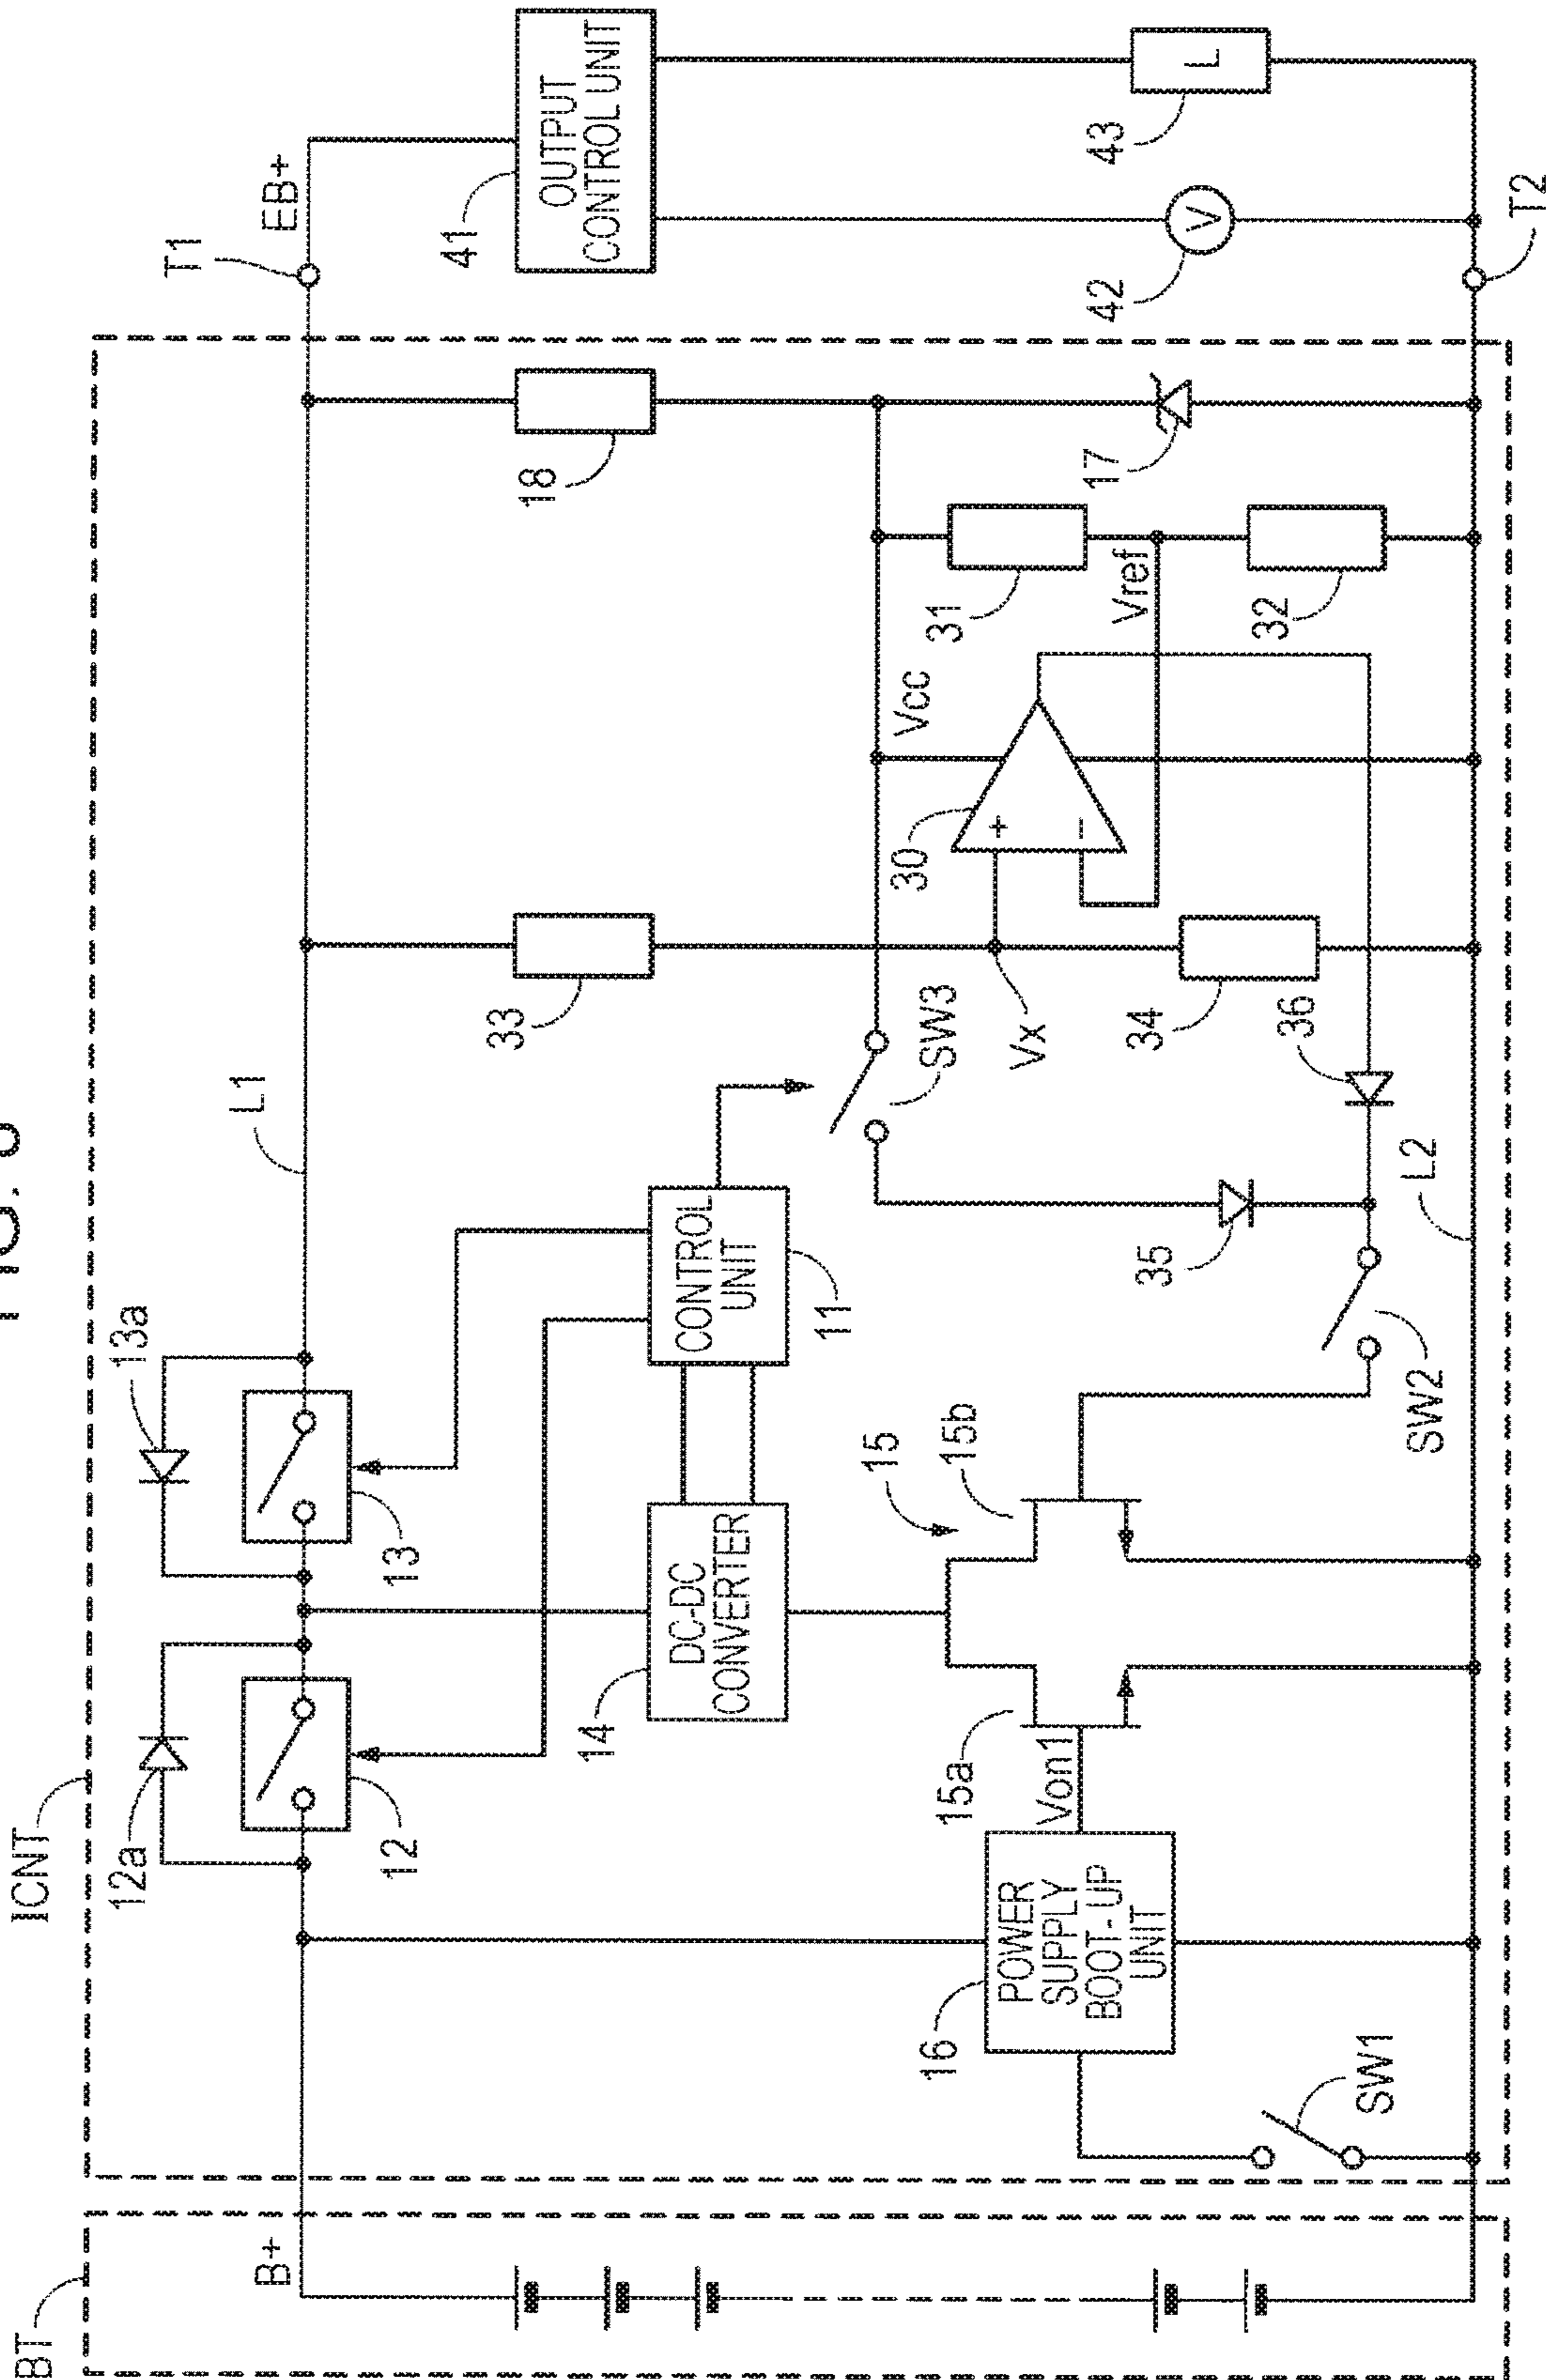 BT
B+
ICNT
12a
12
13a
13
L1
T1
EB+
OUTPUT
CONTROL UNIT
41
18
33
CONTROL
UNIT
11
DC-DC
CONVERTER
14
SW3
Vcc
30
+
-
Vx
31
Vref
32
17
42
V
43
L
34
36
35
15
15a
15b
Von1
POWER
SUPPLY
BOOT-UP
UNIT
16
SW1
SW2
L2
T2